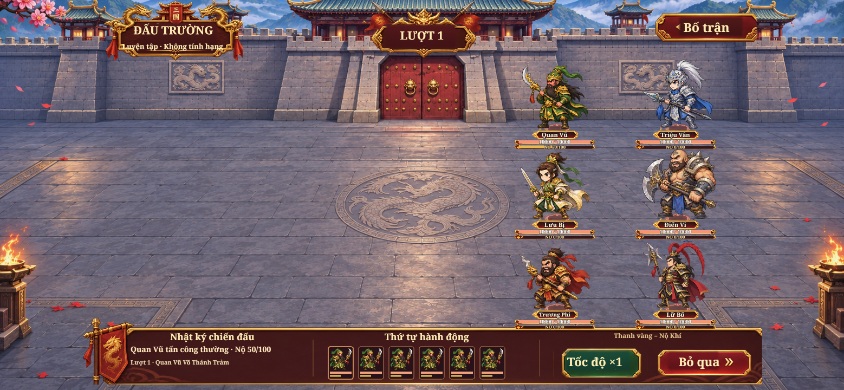 三
國
ĐẤU TRƯỜNG
Luyện tập · Không tính hạng
LƯỢT 1
Bố trận
Quan Vũ
Triệu Vân
Lưu Bị
Điển Vi
Trương Phi
Lữ Bố
Nhật ký chiến đấu
Quan Vũ tấn công thường · Nộ 50/100
Lượt 1 · Quan Vũ Võ Thánh Trảm
Thứ tự hành động
Thanh vàng – Nộ Khí
Tốc độ ×1
Bỏ qua »